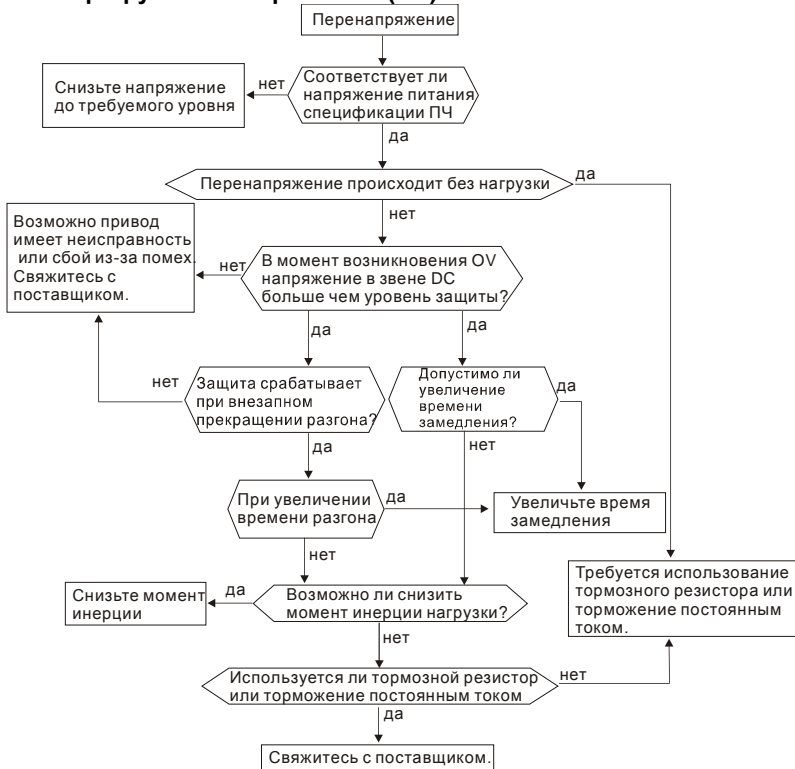 Перенапряжение
Соответствует ли
напряжение питания
спецификации ПЧ
нет
Снизьте напряжение
до требуемого уровня
да
Перенапряжение происходит без нагрузки
да
нет
Возможно привод
имеет неисправность
или сбой из-за помех.
Свяжитесь с
поставщиком.
нет
В момент возникновения OV
напряжение в звене DC
больше чем уровень защиты?
да
да
нет
Защита срабатывает
при внезапном
прекращении разгона?
Допустимо ли
увеличение
времени
замедления?
да
да
нет
При увеличении
времени разгона
да
Увеличьте время
замедления
нет
Снизьте момент
инерции
да
Возможно ли снизить
момент инерции нагрузки?
Требуется использование
тормозного резистора или
торможение постоянным
током.
нет
Используется ли тормозной резистор
или торможение постоянным током
нет
да
Свяжитесь с поставщиком.